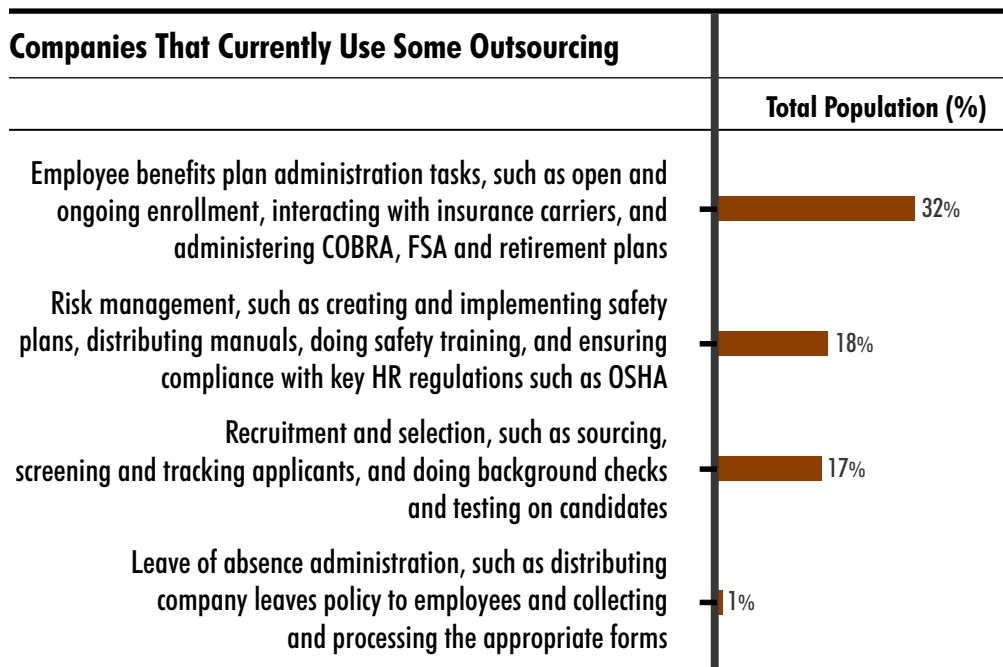 Companies That Currently Use Some Outsourcing
Total Population (%)
Employee benefits plan administration tasks, such as open and
ongoing enrollment, interacting with insurance carriers, and
administering COBRA, FSA and retirement plans
32%
Risk management, such as creating and implementing safety
plans, distributing manuals, doing safety training, and ensuring
compliance with key HR regulations such as OSHA
18%
Recruitment and selection, such as sourcing,
screening and tracking applicants, and doing background checks
and testing on candidates
17%
Leave of absence administration, such as distributing
company leaves policy to employees and collecting
and processing the appropriate forms
1%